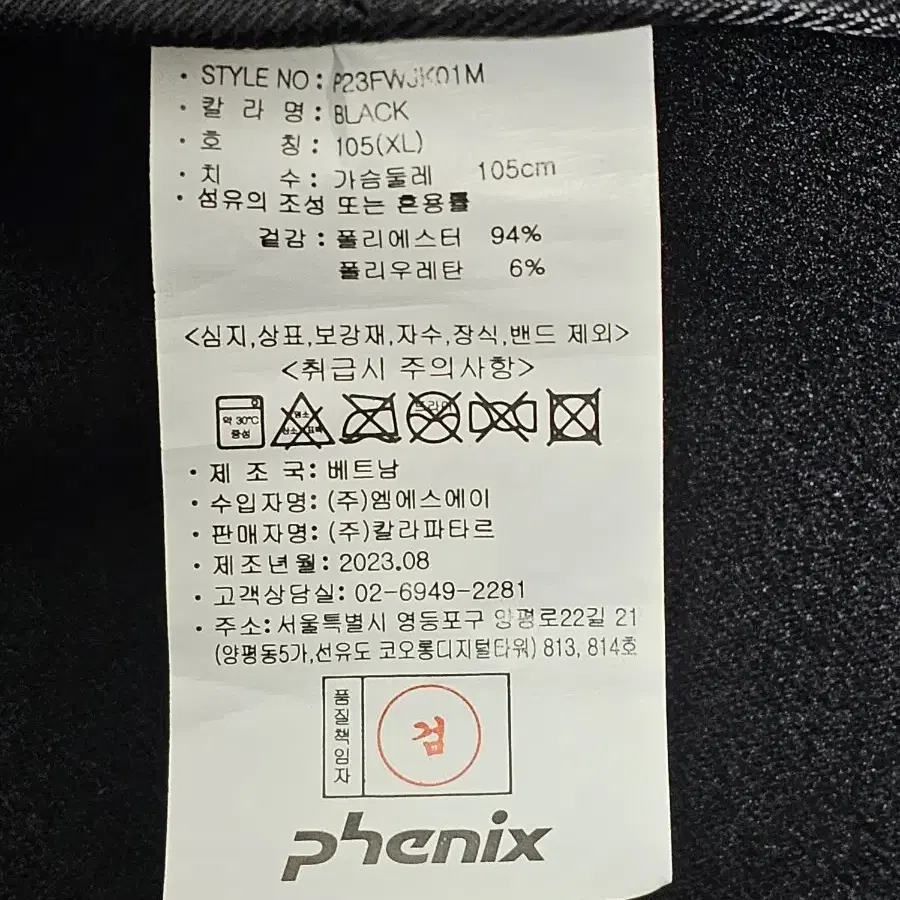 · STYLE NO : P23FWJK01M
· 칼 라 명 : BLACK
· 호 칭 : 105(XL)
· 치 수 : 가슴둘레 105cm
· 섬유의 조성 또는 혼용률
겉감 : 폴리에스터 94%
폴리우레탄 6%
<심지,상표,보강재,자수,장식,밴드 제외>
<취급시 주의사항>
약 30℃
중성
드라이
· 제 조 국 : 베트남
· 수입자명 : (주)엠에스에이
· 판매자명 : (주)칼라파타르
· 제조년월 : 2023.08
· 고객상담실 : 02-6949-2281
· 주소 : 서울특별시 영등포구 양평로22길 21
(양평동5가,선유도 코오롱디지털타워) 813, 814호
품질책임자
검
phenix